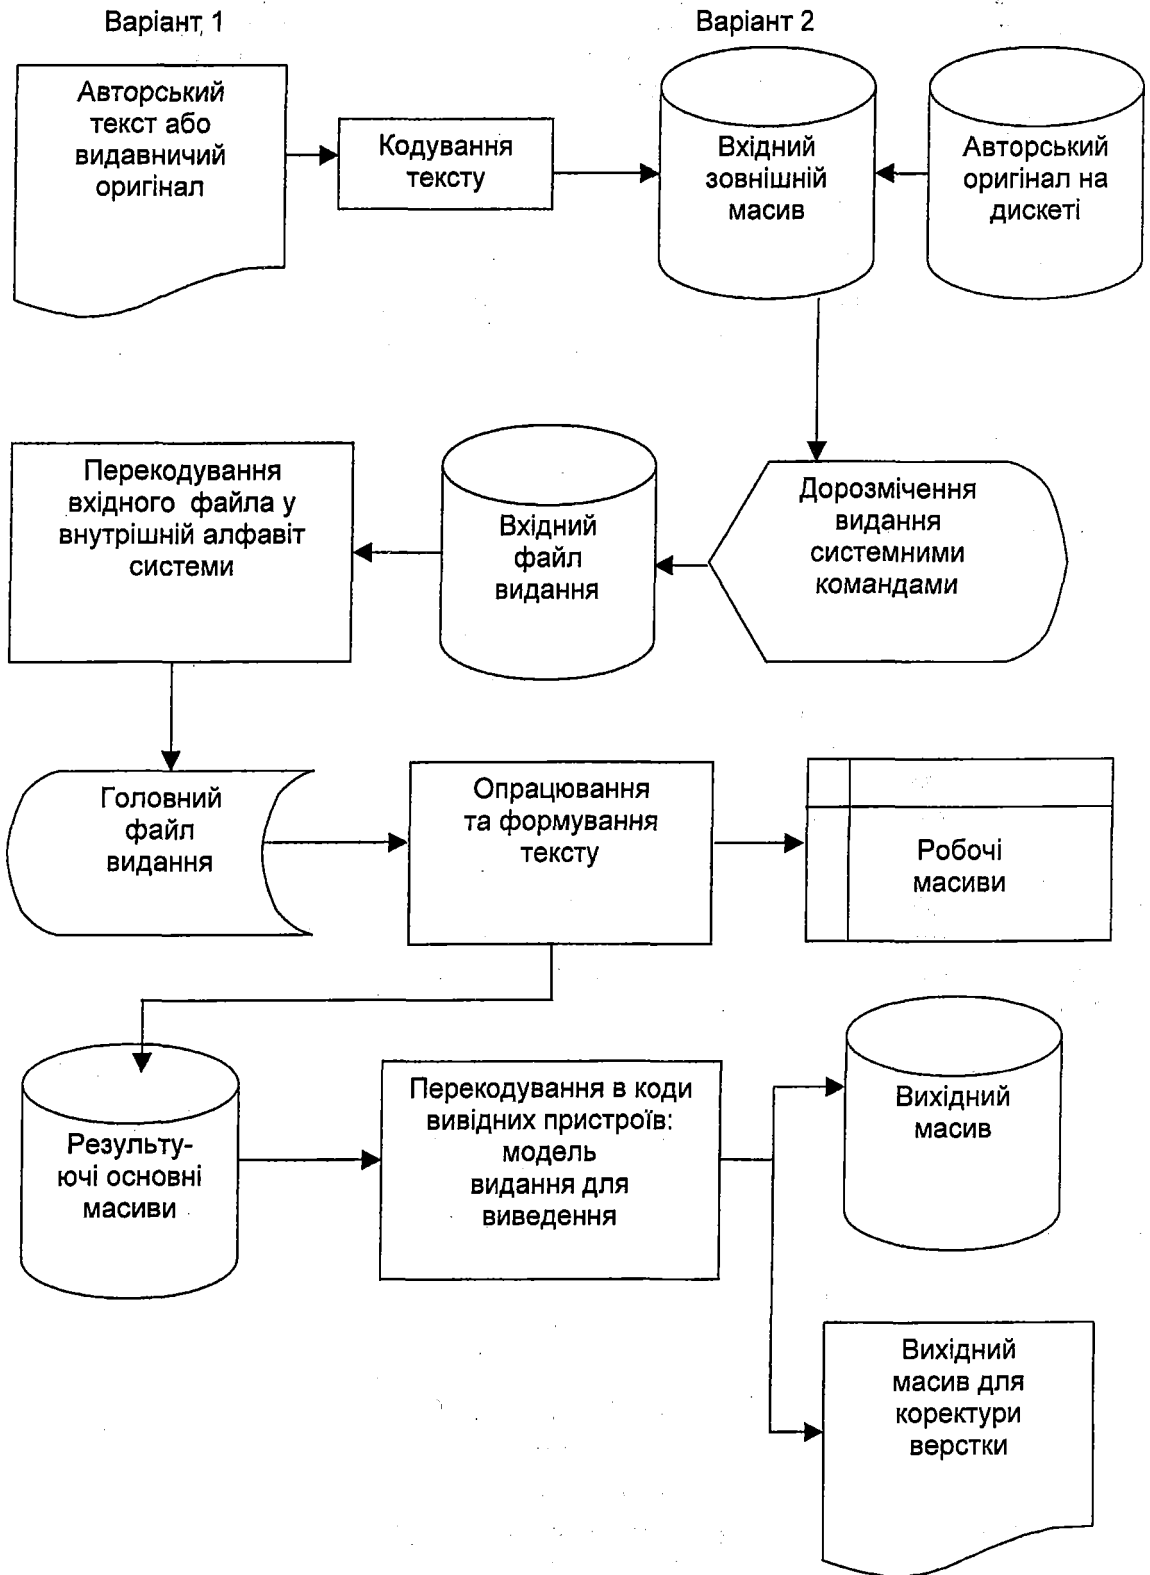 Варіант 1
Варіант 2
Авторський
текст або
видавничий
оригінал
Кодування
тексту
Вхідний
зовнішній
масив
Авторський
оригінал на
дискеті
Перекодування
вхідного файла у
внутрішній алфавіт
системи
Вхідний
файл
видання
Дорозмічення
видання
системними
командами
Головний
файл
видання
Опрацювання
та формування
тексту
Робочі
масиви
Результу-
ючі основні
масиви
Перекодування в коди
вивідних пристроїв:
модель
видання для
виведення
Вихідний
масив
Вихідний
масив для
коректури
верстки